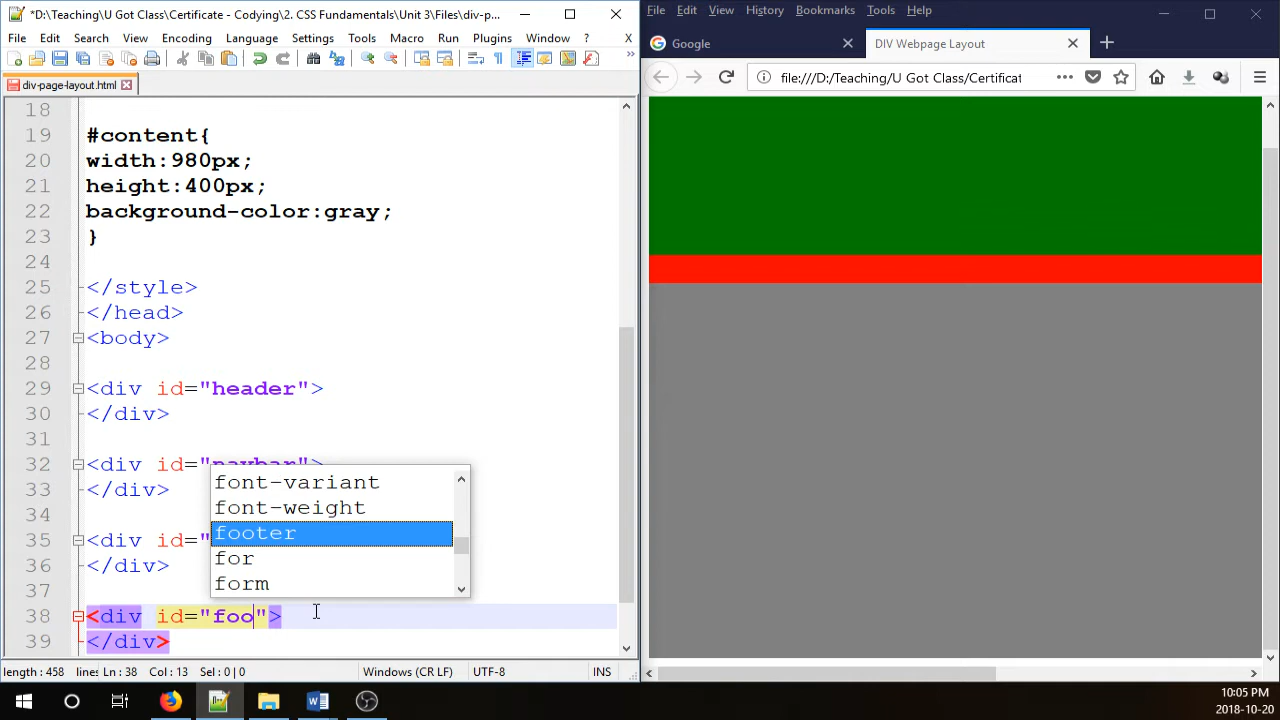 *D:\Teaching\U Got Class\Certificate - Codying\2. CSS Fundamentals\Unit 3\Files\div-p...
File Edit Search View Encoding Language Settings Tools Macro Run Plugins Window ?
div-page-layout.html
18
19 #content{
20 width:980px;
21 height:400px;
22 background-color:gray;
23 }
24
25 </style>
26 </head>
27 <body>
28
29 <div id="header">
30 </div>
31
32 <div id="navbar">
33 </div>
34
35 <div id="
36 </div>
37
38 <div id="foo">
39 </div>
font-variant
font-weight
footer
for
form
length : 458 lines Ln : 38 Col : 13 Sel : 0 | 0 Windows (CR LF) UTF-8 INS
File Edit View History Bookmarks Tools Help
Google
DIV Webpage Layout
file:///D:/Teaching/U Got Class/Certificat
10:05 PM
2018-10-20